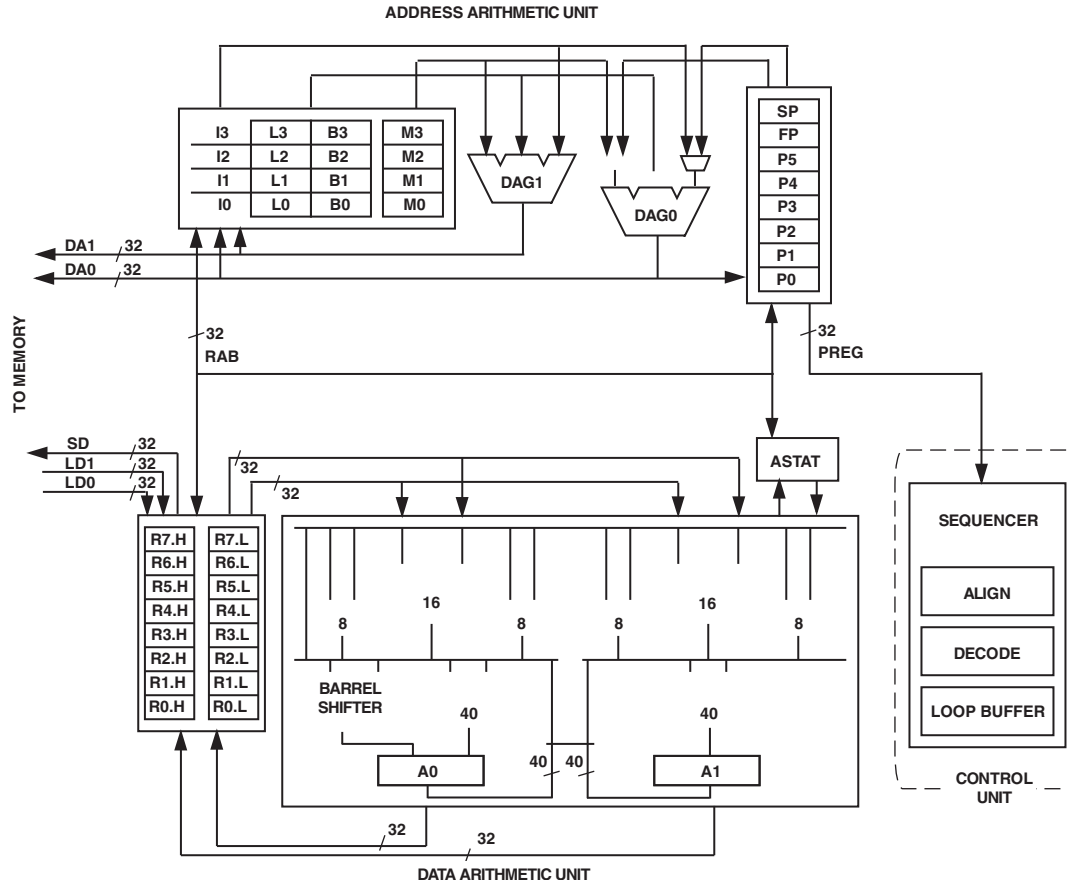 ADDRESS ARITHMETIC UNIT
SP
FP
P5
P4
P3
P2
P1
P0
I3 L3 B3 M3
I2 L2 B2 M2
I1 L1 B1 M1
I0 L0 B0 M0
DAG1
DAG0
DA1 32
DA0 32
TO MEMORY
32
RAB
32
PREG
SD 32
LD1 32
LD0 32
32
32
ASTAT
R7.H R7.L
R6.H R6.L
R5.H R5.L
R4.H R4.L
R3.H R3.L
R2.H R2.L
R1.H R1.L
R0.H R0.L
16 16
8 8 8 8
BARREL
SHIFTER
40 40
40 40
A0 A1
32
32
DATA ARITHMETIC UNIT
SEQUENCER
ALIGN
DECODE
LOOP BUFFER
CONTROL
UNIT